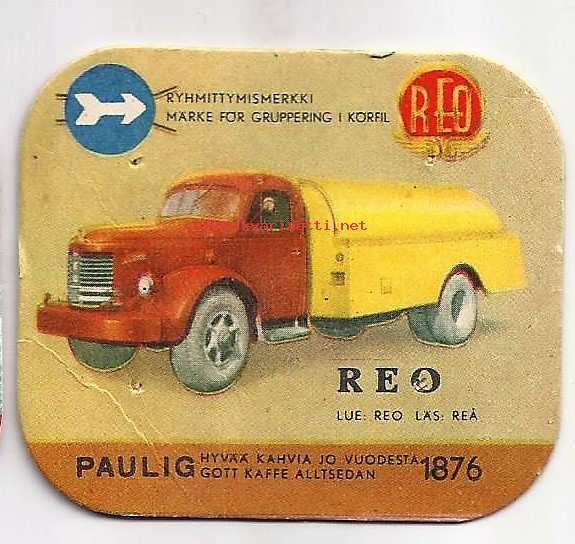 RYHMITTYMISMERKKI
MÄRKE FÖR GRUPPERING I KÖRFIL
REO
REO
LUE: REO LÄS: REÅ
PAULIG HYVÄÄ KAHVIA JO VUODESTA
GOTT KAFFE ALLTSEDAN 1876